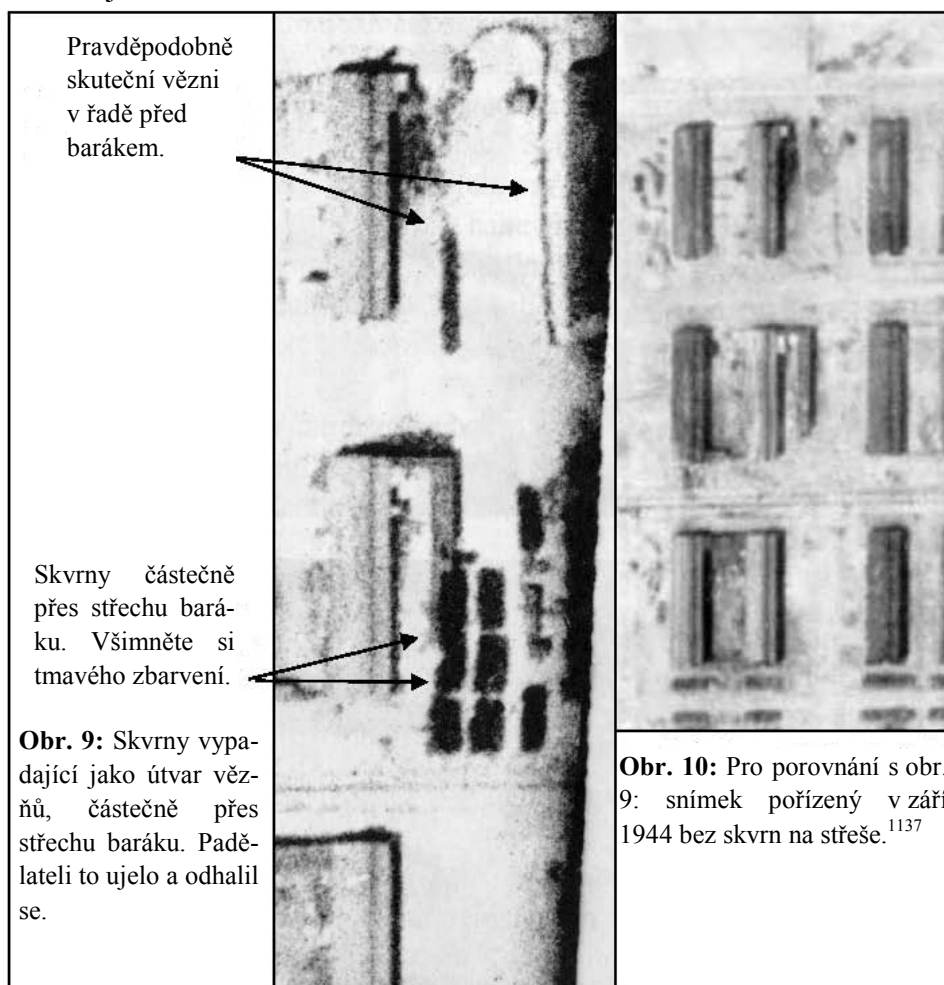 Pravděpodobně
skuteční vězni
v řadě před
barákem.
Skvrny částečně
přes střechu bará-
ku. Všimněte si
tmavého zbarvení.
Obr. 9: Skvrny vypa-
dající jako útvar věz-
ňů, částečně přes
střechu baráku. Padě-
lateli to ujelo a odhalil
se.
Obr. 10: Pro porovnání s obr.
9: snímek pořízený v září
1944 bez skvrn na střeše.1137